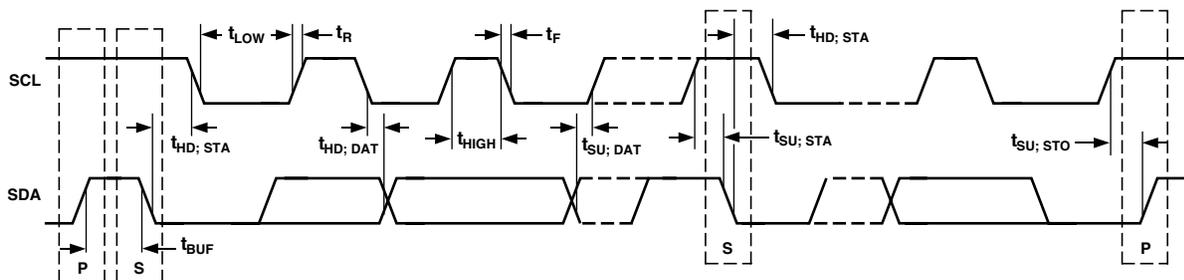 tLOW tR tF tHD; STA
SCL
tHD; STA tHD; DAT tHIGH tSU; DAT tSU; STA tSU; STO
SDA
tBUF
P S S P